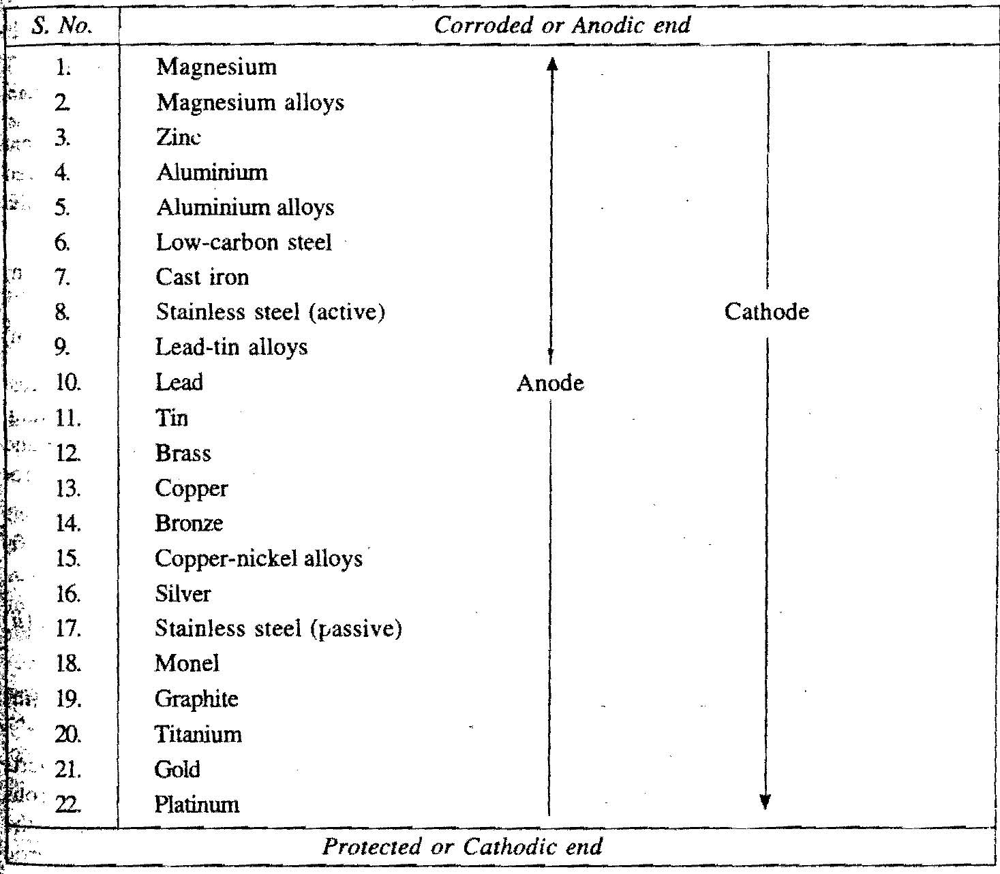 S. No. Corroded or Anodic end
1. Magnesium
2. Magnesium alloys
3. Zinc
4. Aluminium
5. Aluminium alloys
6. Low-carbon steel
7. Cast iron
8. Stainless steel (active) Cathode
9. Lead-tin alloys
10. Lead Anode
11. Tin
12. Brass
13. Copper
14. Bronze
15. Copper-nickel alloys
16. Silver
17. Stainless steel (passive)
18. Monel
19. Graphite
20. Titanium
21. Gold
22. Platinum
Protected or Cathodic end